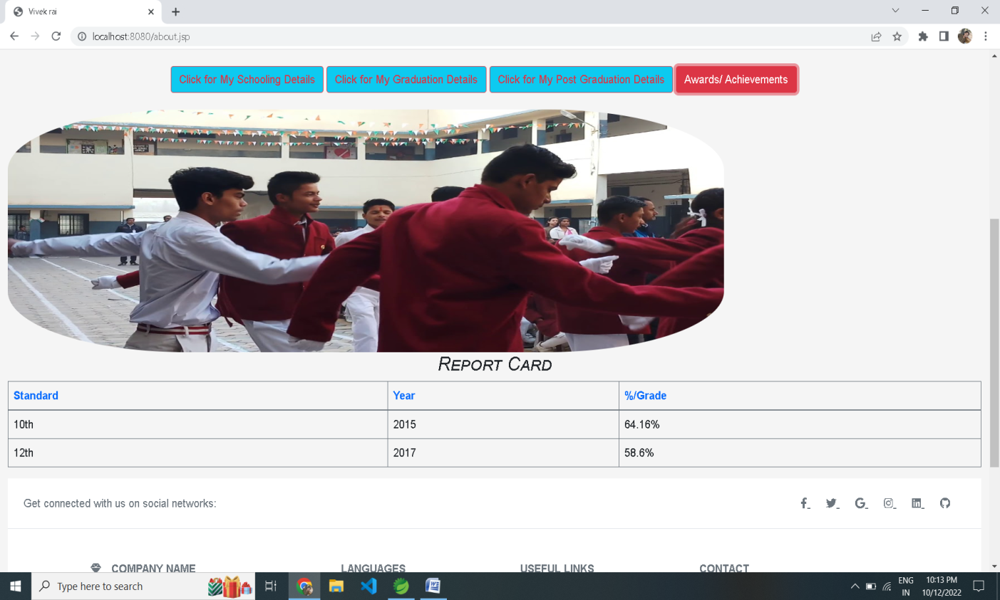 Vivek rai
localhost:8080/about.jsp
Click for My Schooling Details Click for My Graduation Details Click for My Post Graduation Details Awards/ Achievements
REPORT CARD
Standard Year %/Grade
10th 2015 64.16%
12th 2017 58.6%
Get connected with us on social networks:
COMPANY NAME LANGUAGES USEFUL LINKS CONTACT
Type here to search
ENG
IN
10:13 PM
10/12/2022